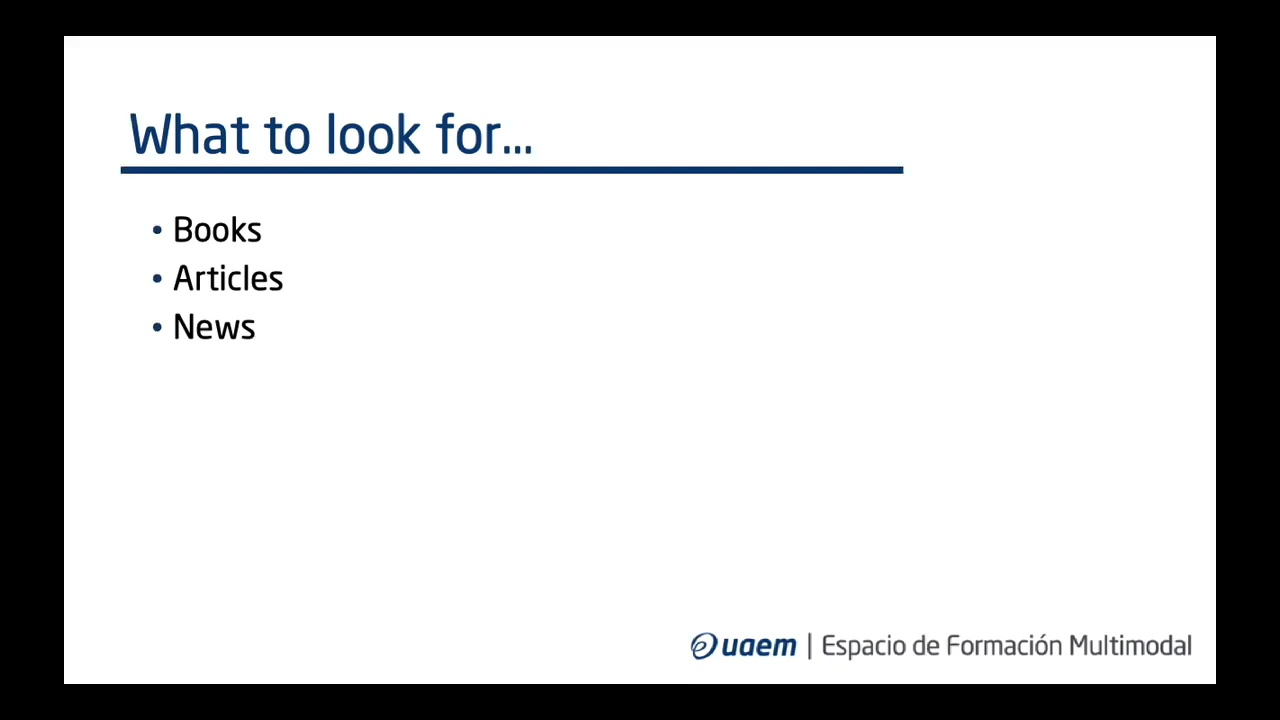 What to look for...
• Books
• Articles
• News
uaem | Espacio de Formación Multimodal